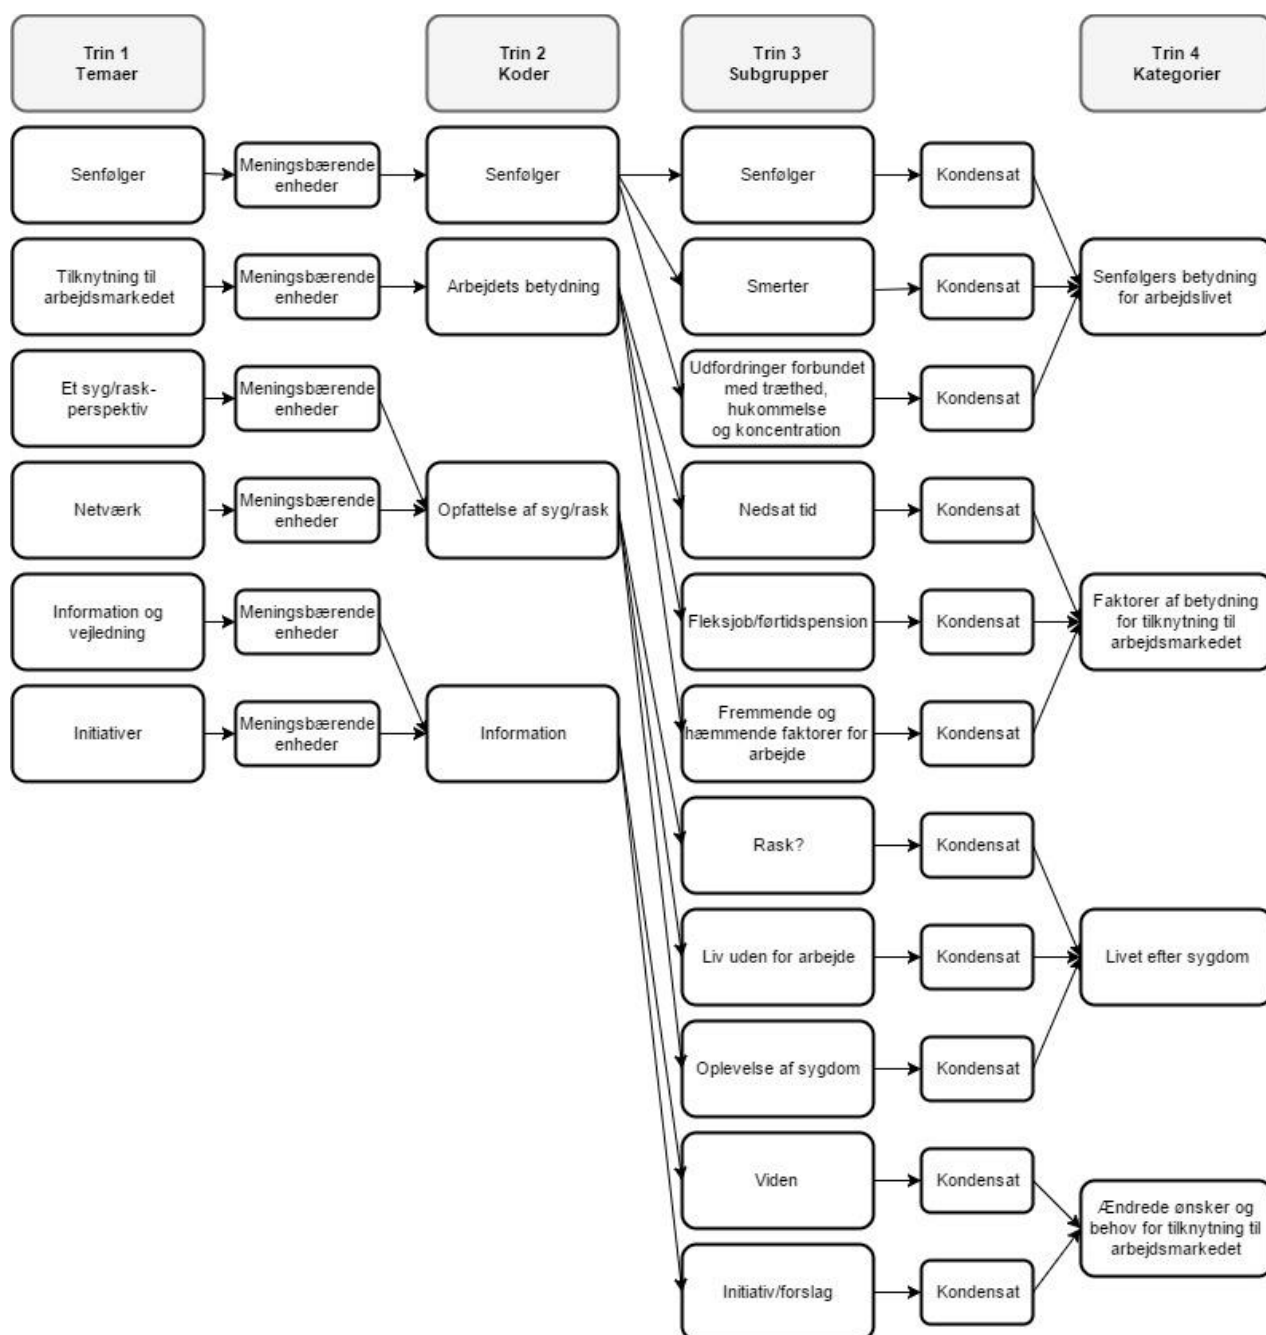 Trin 1
Temaer
Trin 2
Koder
Trin 3
Subgrupper
Trin 4
Kategorier
Senfølger
Meningsbærende
enheder
Senfølger
Senfølger
Kondensat
Tilknytning til
arbejdsmarkedet
Meningsbærende
enheder
Arbejdets betydning
Smerter
Kondensat
Senfølgers betydning
for arbejdslivet
Et syg/rask-
perspektiv
Meningsbærende
enheder
Udfordringer forbundet
med træthed,
hukommelse
og koncentration
Kondensat
Netværk
Meningsbærende
enheder
Opfattelse af syg/rask
Nedsat tid
Kondensat
Information og
vejledning
Meningsbærende
enheder
Fleksjob/førtidspension
Kondensat
Faktorer af betydning
for tilknytning til
arbejdsmarkedet
Initiativer
Meningsbærende
enheder
Information
Fremmende og
hæmmende faktorer for
arbejde
Kondensat
Rask?
Kondensat
Liv uden for arbejde
Kondensat
Livet efter sygdom
Oplevelse af sygdom
Kondensat
Viden
Kondensat
Ændrede ønsker og
behov for tilknytning til
arbejdsmarkedet
Initiativ/forslag
Kondensat